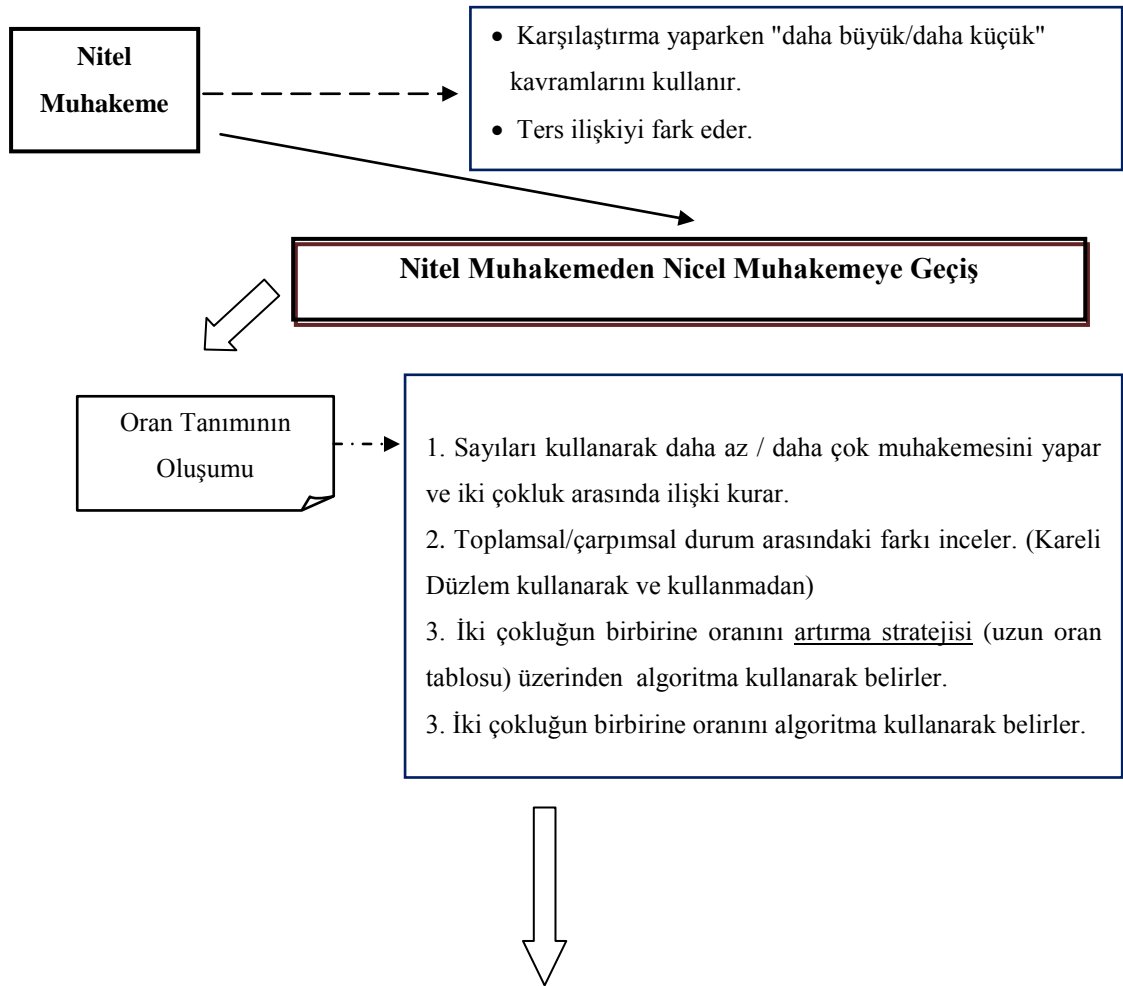 Nitel
Muhakeme
• Karşılaştırma yaparken "daha büyük/daha küçük"
kavramlarını kullanır.
• Ters ilişkiyi fark eder.
Nitel Muhakemeden Nicel Muhakemeye Geçiş
Oran Tanımının
Oluşumu
1. Sayıları kullanarak daha az / daha çok muhakemesini yapar
ve iki çokluk arasında ilişki kurar.
2. Toplamsal/çarpımsal durum arasındaki farkı inceler. (Kareli
Düzlem kullanarak ve kullanmadan)
3. İki çokluğun birbirine oranını artırma stratejisi (uzun oran
tablosu) üzerinden algoritma kullanarak belirler.
3. İki çokluğun birbirine oranını algoritma kullanarak belirler.